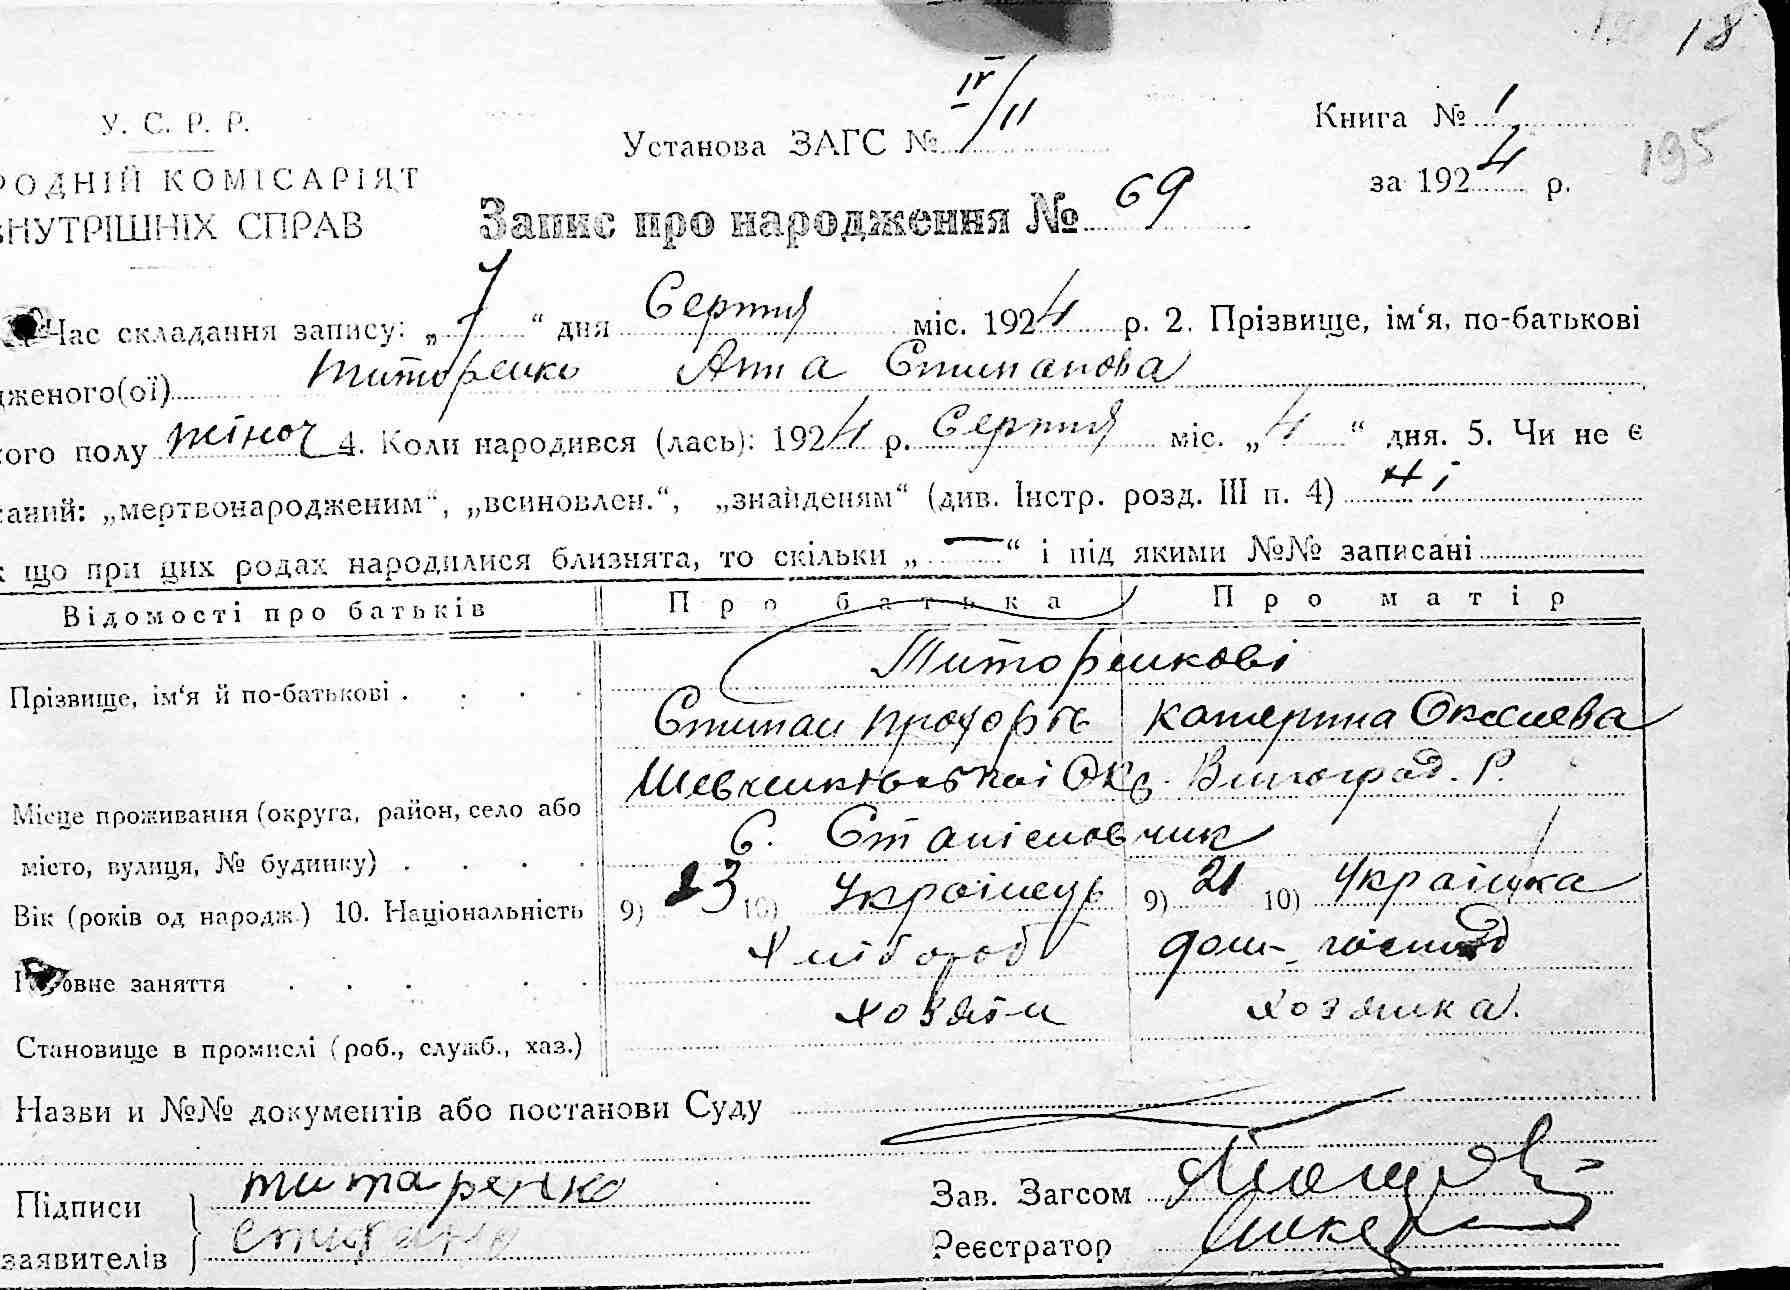 18
У. С. Р. Р.
РОДНІЙ КОМІСАРІЯТ
ВНУТРІШНІХ СПРАВ
Установа ЗАГС № IV/11
Книга № 1
за 1924 р.
195
Запис про народження № 69
Час складання запису: „7“ дня Серпня міс. 1924 р. 2. Прізвище, ім‘я, по-батькові
дженого(ої) Титоренко Анна Степанова
ого полу жіноч 4. Коли народився (лась): 1924 р. Серпня міс. „4“ дня. 5. Чи не є
саний: „мертвонародженим“, „всиновлен.“, „знайденям“ (див. Інстр. розд. III п. 4) ні
що при цих родах народилися близнята, то скільки „—“ і під якими №№ записані
Відомості про батьків Про батька Про матір
Прізвище, ім‘я й по-батькові . . . . Титоренкові
Степан Прохорів Катерина Олексієва
Місце проживання (округа, район, село або Шевченківської Окр. Виноград. Р.
місто, вулиця, № будинку) . . . . С. Станіславчик
Вік (років од народж.) 10. Національність 9) 23 10) Українець 9) 21 10) Українка
овне заняття . . . . . Хлібороб дом. господ
Становище в промислі (роб., служб., хаз.) хозяїн хозяйка.
Назви и №№ документів або постанови Суду
Підписи заявителів титаренко
степан
Зав. Загсом
Реєстратор